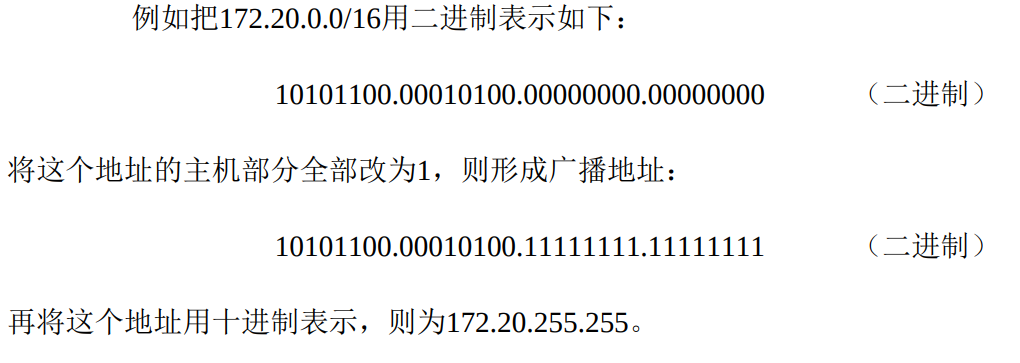 例如把172.20.0.0/16用二进制表示如下：
10101100.00010100.00000000.00000000 （二进制）
将这个地址的主机部分全部改为1，则形成广播地址：
10101100.00010100.11111111.11111111 （二进制）
再将这个地址用十进制表示，则为172.20.255.255。